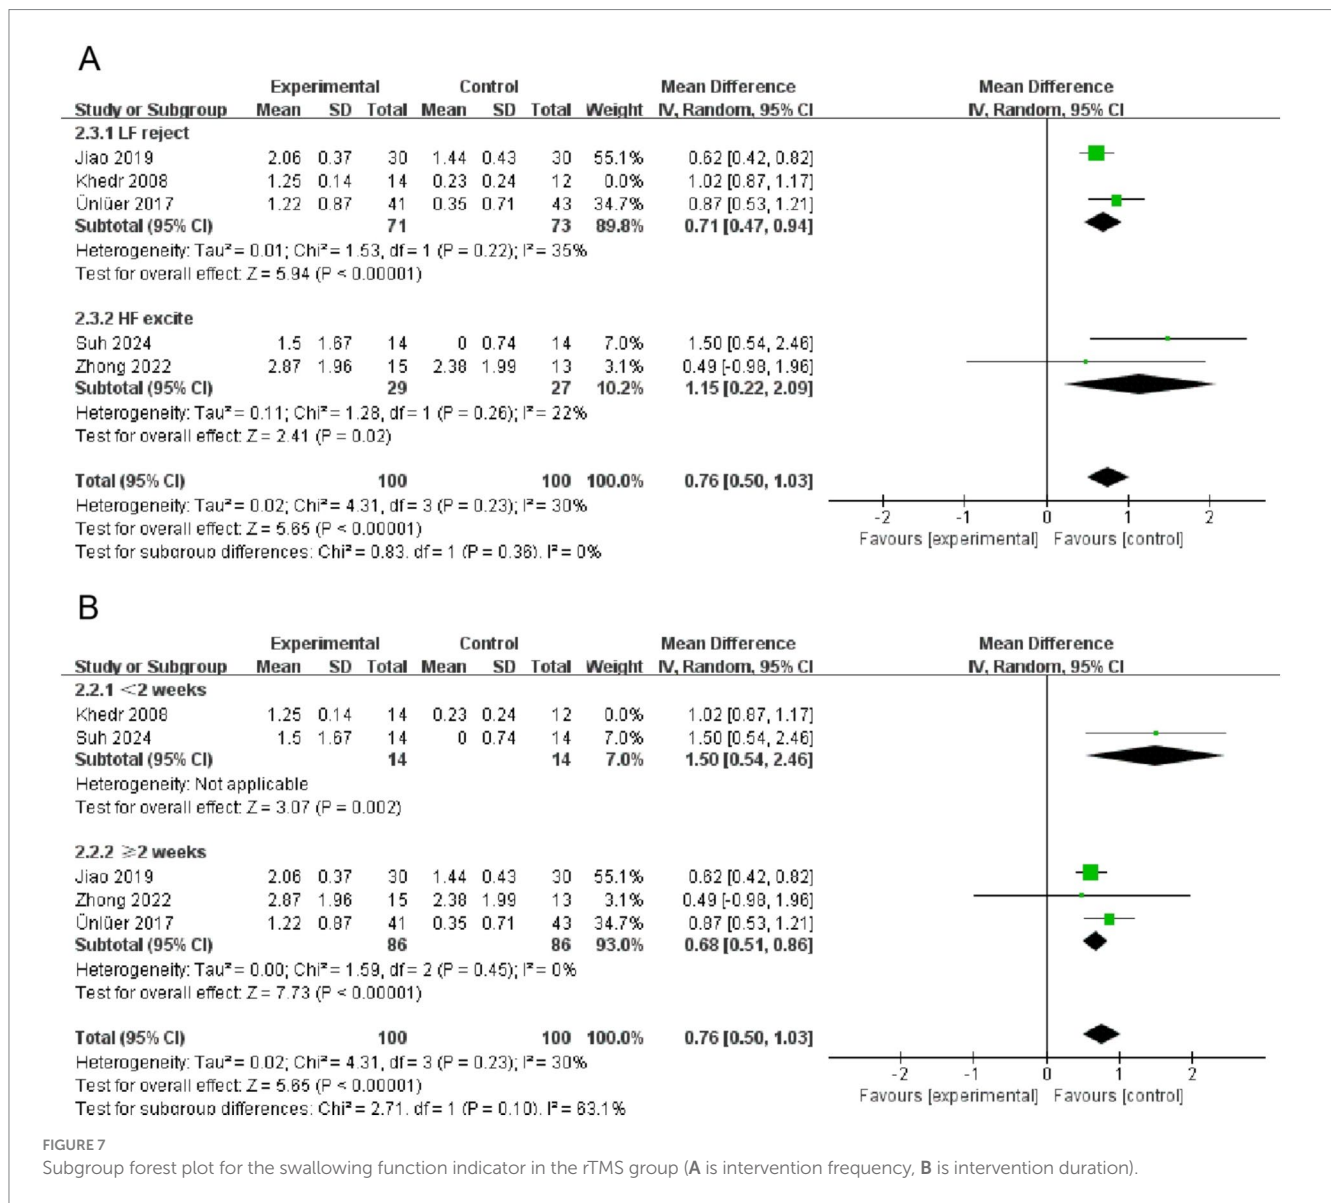 A
Experimental Control Mean Difference Mean Difference
Study or Subgroup Mean SD Total Mean SD Total Weight IV, Random, 95% CI IV, Random, 95% CI
2.3.1 LF reject
Jiao 2019 2.06 0.37 30 1.44 0.43 30 55.1% 0.62 [0.42, 0.82]
Khedr 2008 1.25 0.14 14 0.23 0.24 12 0.0% 1.02 [0.87, 1.17]
Ünlüer 2017 1.22 0.87 41 0.35 0.71 43 34.7% 0.87 [0.53, 1.21]
Subtotal (95% CI) 71 73 89.8% 0.71 [0.47, 0.94]
Heterogeneity: Tau² = 0.01; Chi² = 1.53, df = 1 (P = 0.22); I² = 35%
Test for overall effect: Z = 5.94 (P < 0.00001)
2.3.2 HF excite
Suh 2024 1.5 1.67 14 0 0.74 14 7.0% 1.50 [0.54, 2.46]
Zhong 2022 2.87 1.96 15 2.38 1.99 13 3.1% 0.49 [-0.98, 1.96]
Subtotal (95% CI) 29 27 10.2% 1.15 [0.22, 2.09]
Heterogeneity: Tau² = 0.11; Chi² = 1.28, df = 1 (P = 0.26); I² = 22%
Test for overall effect: Z = 2.41 (P = 0.02)
Total (95% CI) 100 100 100.0% 0.76 [0.50, 1.03]
Heterogeneity: Tau² = 0.02; Chi² = 4.31, df = 3 (P = 0.23); I² = 30%
Test for overall effect: Z = 5.65 (P < 0.00001)
Test for subgroup differences: Chi² = 0.83. df = 1 (P = 0.36). I² = 0%
-2 -1 0 1 2
Favours [experimental] Favours [control]
B
Experimental Control Mean Difference Mean Difference
Study or Subgroup Mean SD Total Mean SD Total Weight IV, Random, 95% CI IV, Random, 95% CI
2.2.1 <2 weeks
Khedr 2008 1.25 0.14 14 0.23 0.24 12 0.0% 1.02 [0.87, 1.17]
Suh 2024 1.5 1.67 14 0 0.74 14 7.0% 1.50 [0.54, 2.46]
Subtotal (95% CI) 14 14 7.0% 1.50 [0.54, 2.46]
Heterogeneity: Not applicable
Test for overall effect: Z = 3.07 (P = 0.002)
2.2.2 ≥2 weeks
Jiao 2019 2.06 0.37 30 1.44 0.43 30 55.1% 0.62 [0.42, 0.82]
Zhong 2022 2.87 1.96 15 2.38 1.99 13 3.1% 0.49 [-0.98, 1.96]
Ünlüer 2017 1.22 0.87 41 0.35 0.71 43 34.7% 0.87 [0.53, 1.21]
Subtotal (95% CI) 86 86 93.0% 0.68 [0.51, 0.86]
Heterogeneity: Tau² = 0.00; Chi² = 1.59, df = 2 (P = 0.45); I² = 0%
Test for overall effect: Z = 7.73 (P < 0.00001)
Total (95% CI) 100 100 100.0% 0.76 [0.50, 1.03]
Heterogeneity: Tau² = 0.02; Chi² = 4.31, df = 3 (P = 0.23); I² = 30%
Test for overall effect: Z = 5.65 (P < 0.00001)
Test for subgroup differences: Chi² = 2.71. df = 1 (P = 0.10). I² = 63.1%
-2 -1 0 1 2
Favours [experimental] Favours [control]
FIGURE 7
Subgroup forest plot for the swallowing function indicator in the rTMS group (A is intervention frequency, B is intervention duration).